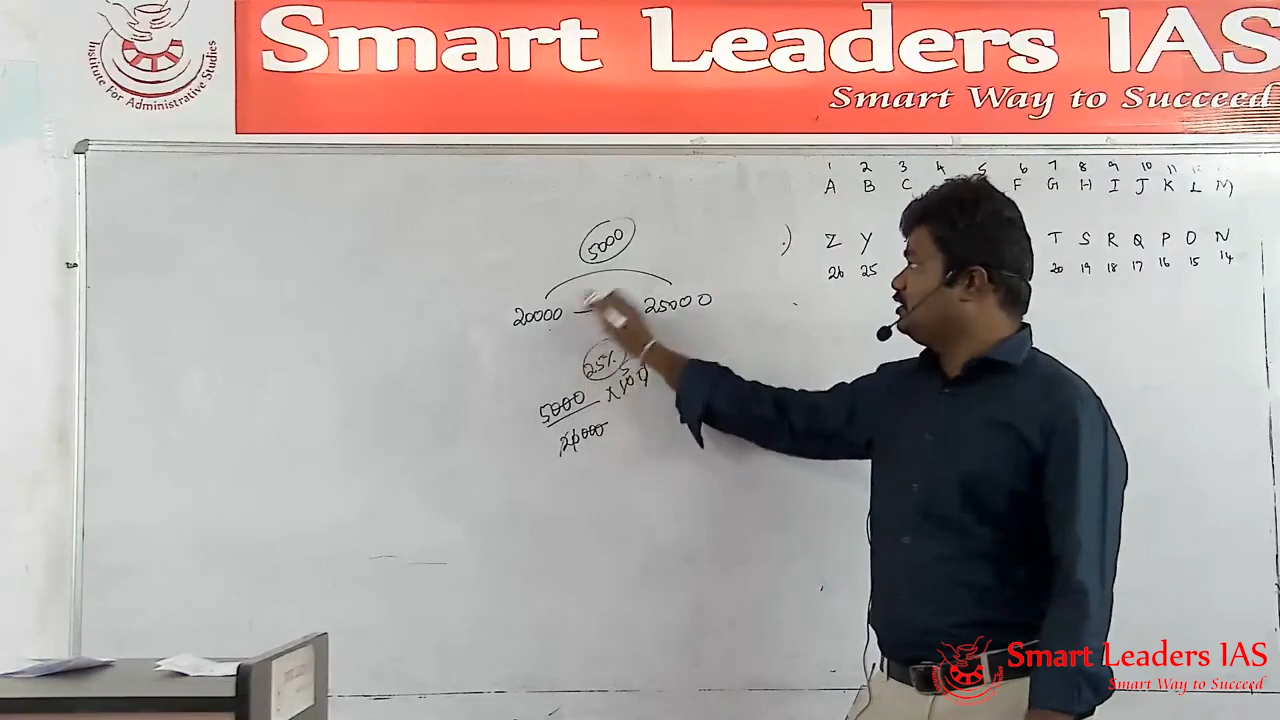 Smart Leaders IAS
Smart Way to Succeed
Institute For Administrative Studies
1 2 3 4 5 6 7 8 9 10 11
A B C F G H I J K L M
Z Y T S R Q P O N
26 25 20 19 18 17 16 15 14
5000
20000 25000
25%
5000 × 100
20000
Smart Leaders IAS
Smart Way to Succeed